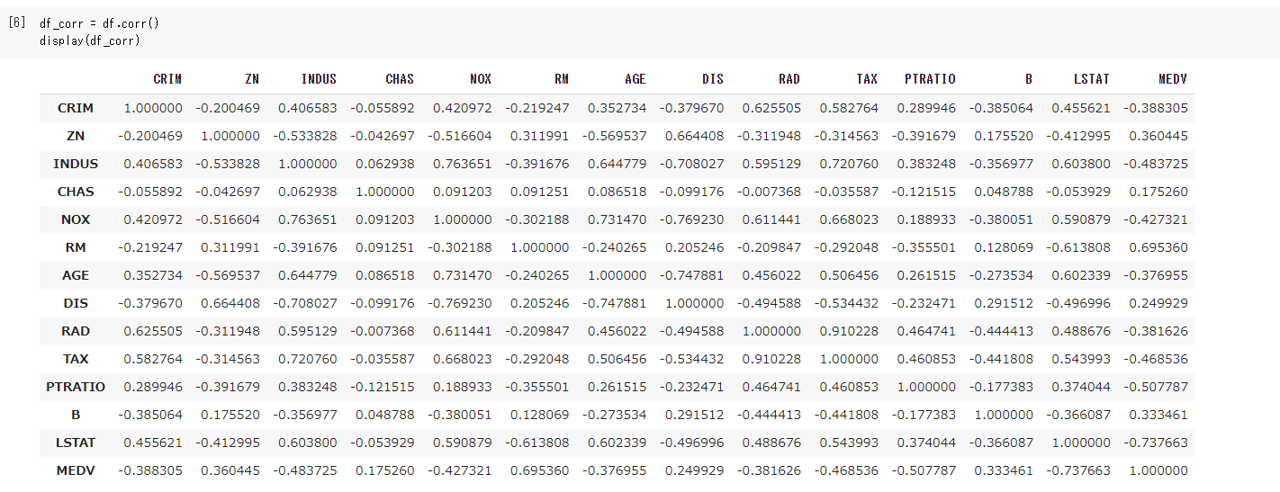 [6] df_corr = df.corr()
display(df_corr)
CRIM ZN INDUS CHAS NOX RM AGE DIS RAD TAX PTRATIO B LSTAT MEDV
CRIM 1.000000 -0.200469 0.406583 -0.055892 0.420972 -0.219247 0.352734 -0.379670 0.625505 0.582764 0.289946 -0.385064 0.455621 -0.388305
ZN -0.200469 1.000000 -0.533828 -0.042697 -0.516604 0.311991 -0.569537 0.664408 -0.311948 -0.314563 -0.391679 0.175520 -0.412995 0.360445
INDUS 0.406583 -0.533828 1.000000 0.062938 0.763651 -0.391676 0.644779 -0.708027 0.595129 0.720760 0.383248 -0.356977 0.603800 -0.483725
CHAS -0.055892 -0.042697 0.062938 1.000000 0.091203 0.091251 0.086518 -0.099176 -0.007368 -0.035587 -0.121515 0.048788 -0.053929 0.175260
NOX 0.420972 -0.516604 0.763651 0.091203 1.000000 -0.302188 0.731470 -0.769230 0.611441 0.668023 0.188933 -0.380051 0.590879 -0.427321
RM -0.219247 0.311991 -0.391676 0.091251 -0.302188 1.000000 -0.240265 0.205246 -0.209847 -0.292048 -0.355501 0.128069 -0.613808 0.695360
AGE 0.352734 -0.569537 0.644779 0.086518 0.731470 -0.240265 1.000000 -0.747881 0.456022 0.506456 0.261515 -0.273534 0.602339 -0.376955
DIS -0.379670 0.664408 -0.708027 -0.099176 -0.769230 0.205246 -0.747881 1.000000 -0.494588 -0.534432 -0.232471 0.291512 -0.496996 0.249929
RAD 0.625505 -0.311948 0.595129 -0.007368 0.611441 -0.209847 0.456022 -0.494588 1.000000 0.910228 0.464741 -0.444413 0.488676 -0.381626
TAX 0.582764 -0.314563 0.720760 -0.035587 0.668023 -0.292048 0.506456 -0.534432 0.910228 1.000000 0.460853 -0.441808 0.543993 -0.468536
PTRATIO 0.289946 -0.391679 0.383248 -0.121515 0.188933 -0.355501 0.261515 -0.232471 0.464741 0.460853 1.000000 -0.177383 0.374044 -0.507787
B -0.385064 0.175520 -0.356977 0.048788 -0.380051 0.128069 -0.273534 0.291512 -0.444413 -0.441808 -0.177383 1.000000 -0.366087 0.333461
LSTAT 0.455621 -0.412995 0.603800 -0.053929 0.590879 -0.613808 0.602339 -0.496996 0.488676 0.543993 0.374044 -0.366087 1.000000 -0.737663
MEDV -0.388305 0.360445 -0.483725 0.175260 -0.427321 0.695360 -0.376955 0.249929 -0.381626 -0.468536 -0.507787 0.333461 -0.737663 1.000000